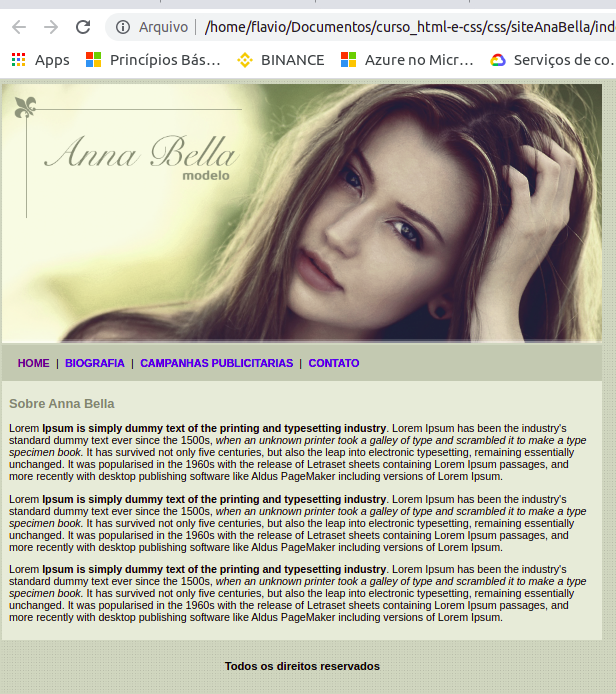 Arquivo | /home/flavio/Documentos/curso_html-e-css/css/siteAnaBella/ind
Apps Princípios Bás… BINANCE Azure no Micr… Serviços de co…
Anna Bella
modelo
HOME | BIOGRAFIA | CAMPANHAS PUBLICITARIAS | CONTATO
Sobre Anna Bella
Lorem Ipsum is simply dummy text of the printing and typesetting industry. Lorem Ipsum has been the industry's
standard dummy text ever since the 1500s, when an unknown printer took a galley of type and scrambled it to make a type
specimen book. It has survived not only five centuries, but also the leap into electronic typesetting, remaining essentially
unchanged. It was popularised in the 1960s with the release of Letraset sheets containing Lorem Ipsum passages, and
more recently with desktop publishing software like Aldus PageMaker including versions of Lorem Ipsum.
Lorem Ipsum is simply dummy text of the printing and typesetting industry. Lorem Ipsum has been the industry's
standard dummy text ever since the 1500s, when an unknown printer took a galley of type and scrambled it to make a type
specimen book. It has survived not only five centuries, but also the leap into electronic typesetting, remaining essentially
unchanged. It was popularised in the 1960s with the release of Letraset sheets containing Lorem Ipsum passages, and
more recently with desktop publishing software like Aldus PageMaker including versions of Lorem Ipsum.
Lorem Ipsum is simply dummy text of the printing and typesetting industry. Lorem Ipsum has been the industry's
standard dummy text ever since the 1500s, when an unknown printer took a galley of type and scrambled it to make a type
specimen book. It has survived not only five centuries, but also the leap into electronic typesetting, remaining essentially
unchanged. It was popularised in the 1960s with the release of Letraset sheets containing Lorem Ipsum passages, and
more recently with desktop publishing software like Aldus PageMaker including versions of Lorem Ipsum.
Todos os direitos reservados